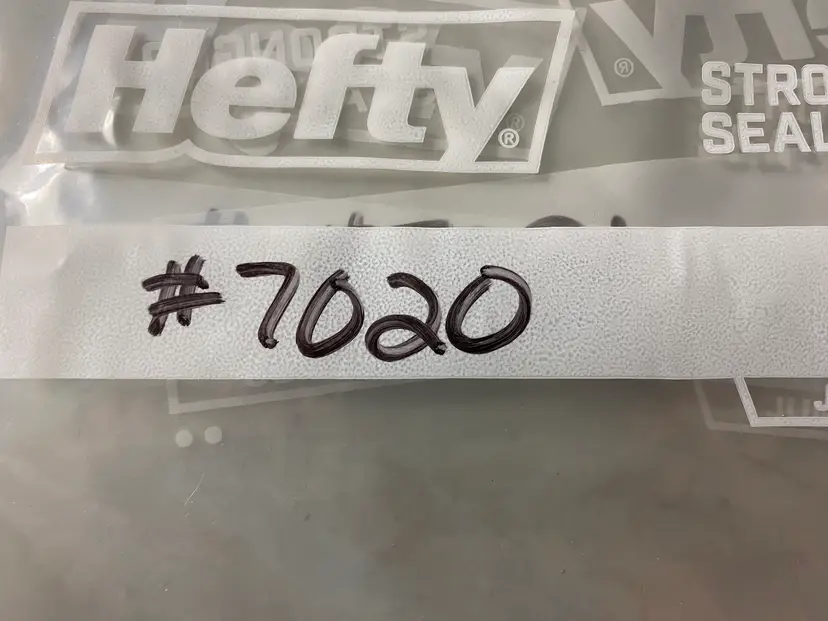 Hefty®
®
STRO
SEAL
#7020